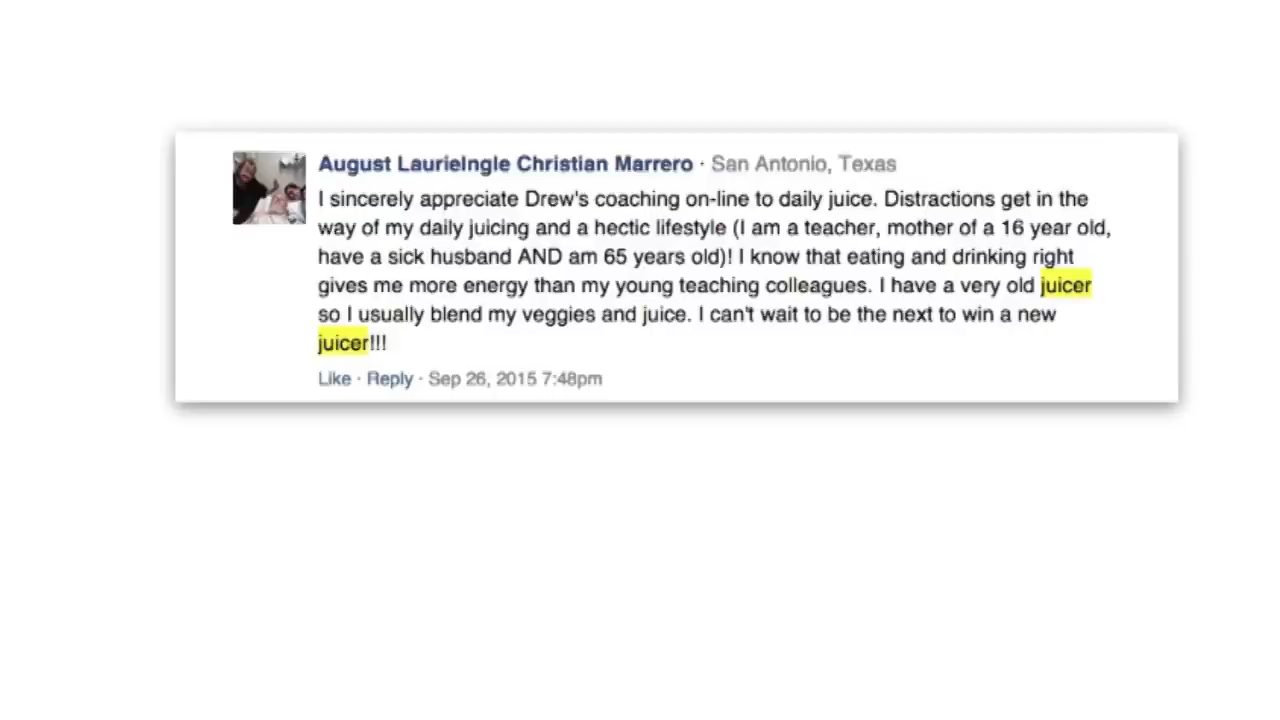 August LaurieIngle Christian Marrero · San Antonio, Texas
I sincerely appreciate Drew's coaching on-line to daily juice. Distractions get in the
way of my daily juicing and a hectic lifestyle (I am a teacher, mother of a 16 year old,
have a sick husband AND am 65 years old)! I know that eating and drinking right
gives me more energy than my young teaching colleagues. I have a very old juicer
so I usually blend my veggies and juice. I can't wait to be the next to win a new
juicer!!!
Like · Reply · Sep 26, 2015 7:48pm